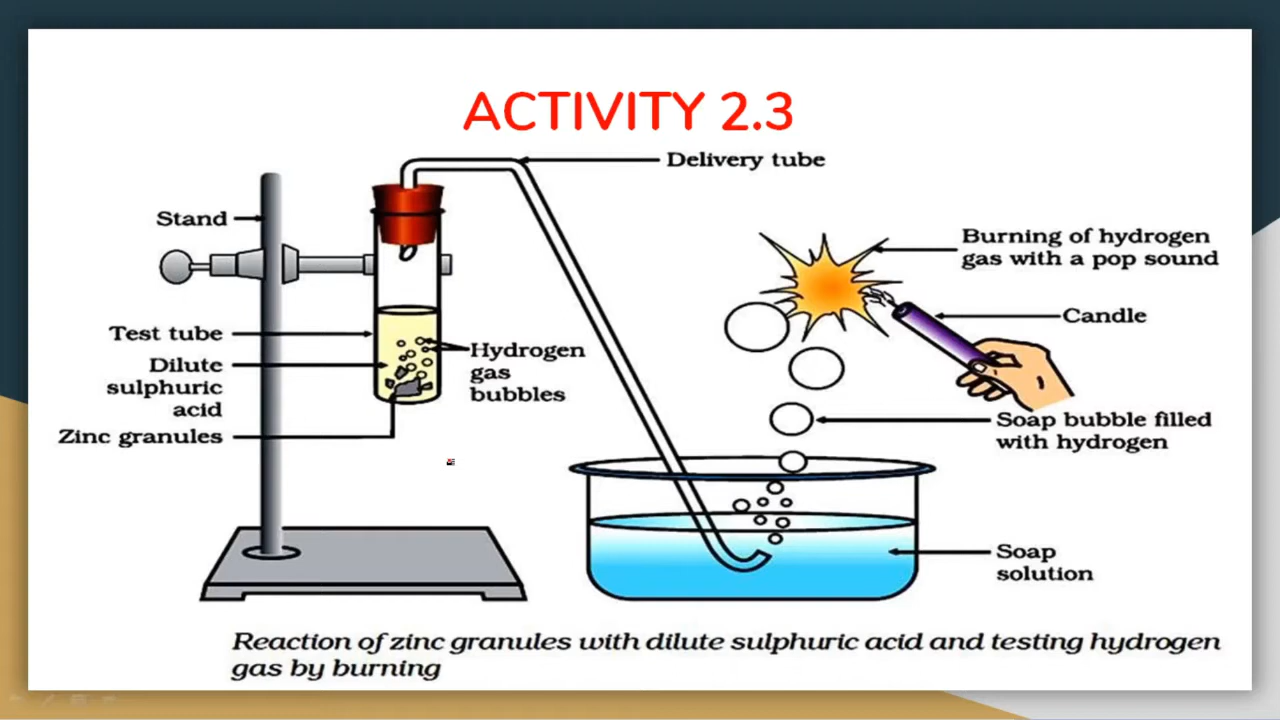 ACTIVITY 2.3
Delivery tube
Stand
Burning of hydrogen
gas with a pop sound
Candle
Test tube
Hydrogen
gas
bubbles
Dilute
sulphuric
acid
Zinc granules
Soap bubble filled
with hydrogen
Soap
solution
Reaction of zinc granules with dilute sulphuric acid and testing hydrogen
gas by burning